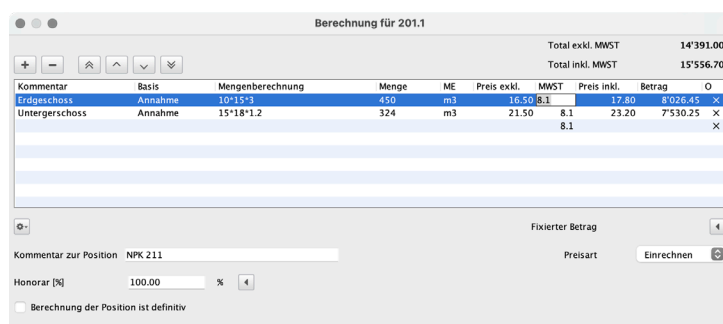 Berechnung für 201.1
Total exkl. MWST 14'391.00
Total inkl. MWST 15'556.70
Kommentar Basis Mengenberechnung Menge ME Preis exkl. MWST Preis inkl. Betrag O
Erdgeschoss Annahme 10*15*3 450 m3 16.50 8.1 17.80 8'026.45 ×
Untergerschoss Annahme 15*18*1.2 324 m3 21.50 8.1 23.20 7'530.25 ×
8.1 ×
Fixierter Betrag
Kommentar zur Position NPK 211 Preisart Einrechnen
Honorar [%] 100.00 %
Berechnung der Position ist definitiv